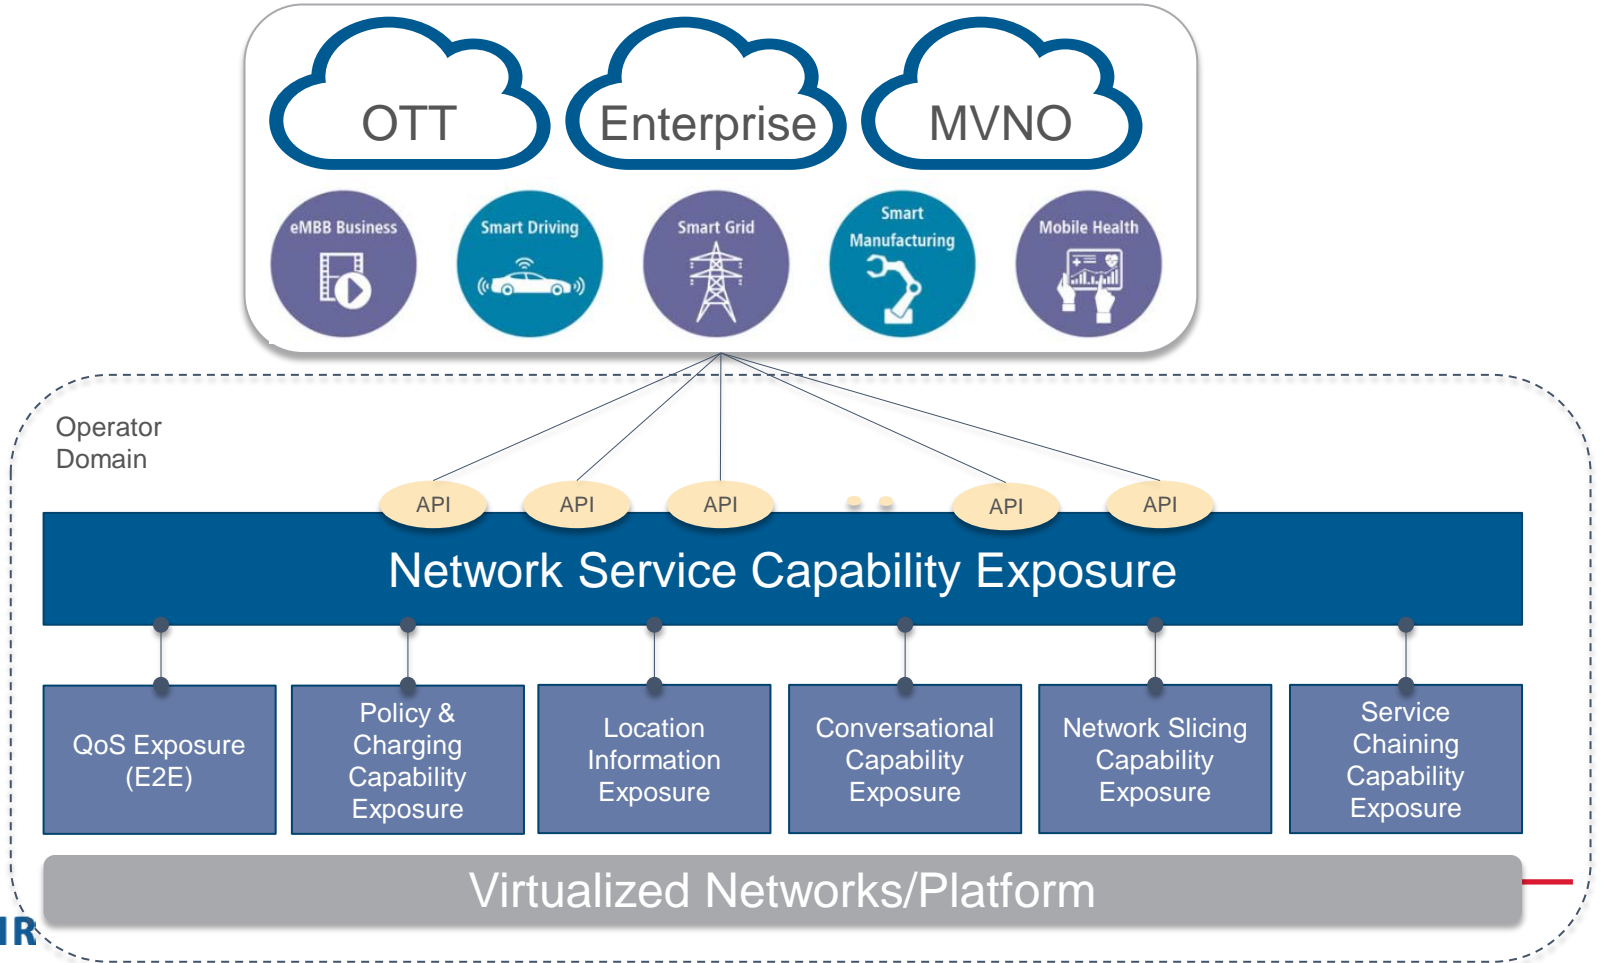 OTT
Enterprise
MVNO
eMBB Business
Smart Driving
Smart Grid
Smart
Manufacturing
Mobile Health
Operator
Domain
API
API
API
API
API
Network Service Capability Exposure
QoS Exposure
(E2E)
Policy &
Charging
Capability
Exposure
Location
Information
Exposure
Conversational
Capability
Exposure
Network Slicing
Capability
Exposure
Service
Chaining
Capability
Exposure
Virtualized Networks/Platform